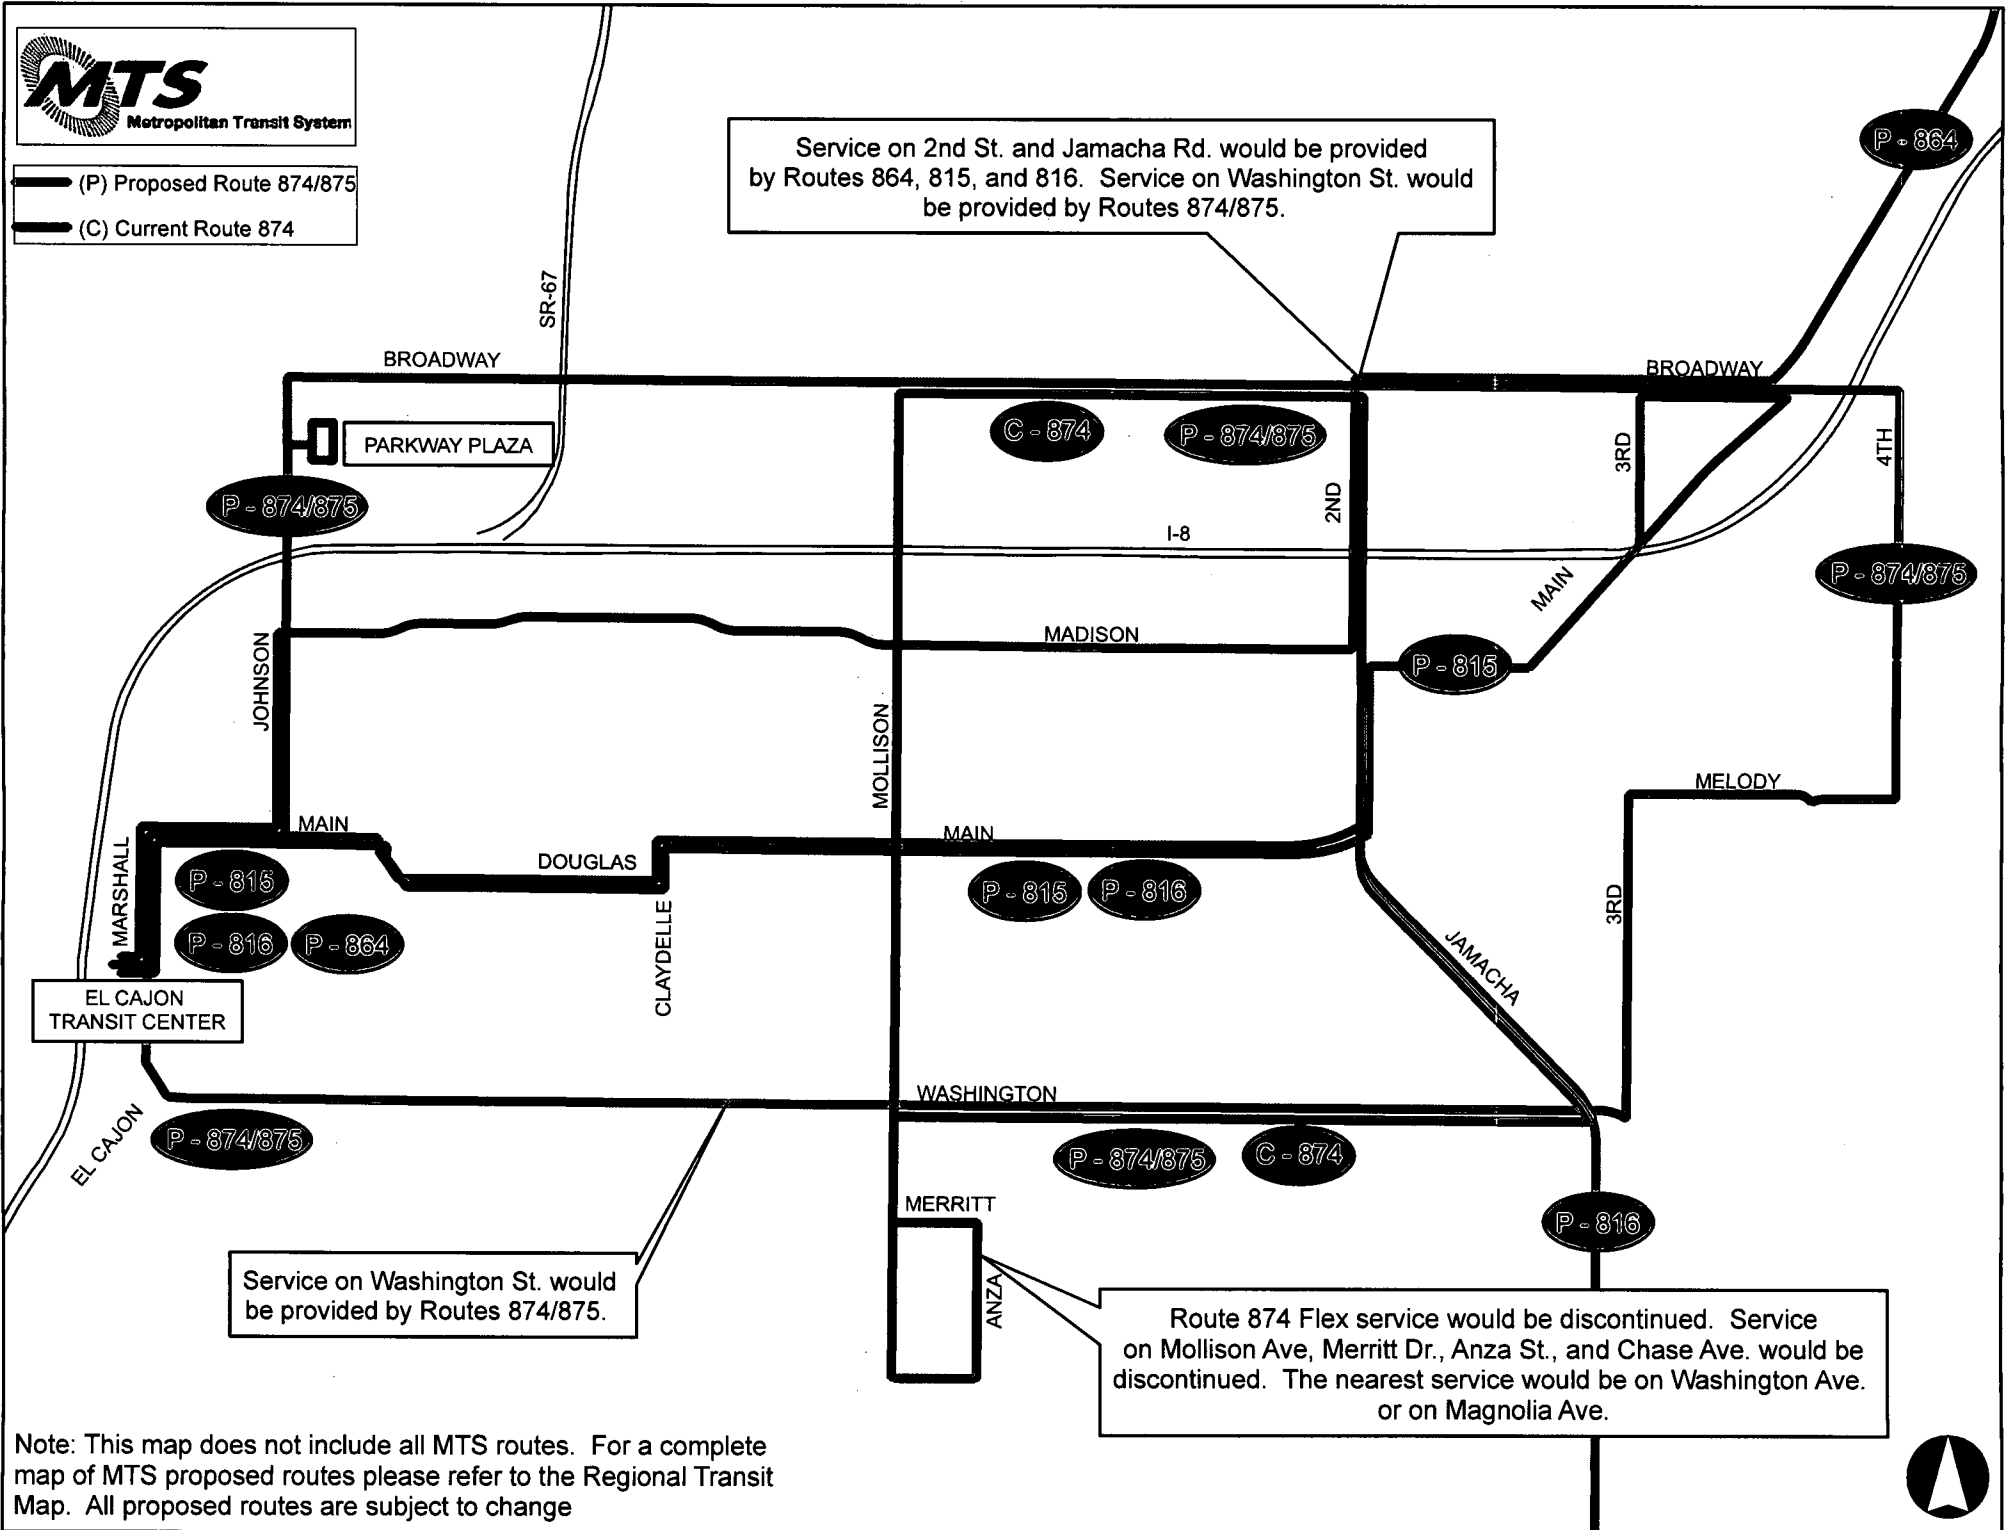 MTS
Metropolitan Transit System
(P) Proposed Route 874/875
(C) Current Route 874
Service on 2nd St. and Jamacha Rd. would be provided
by Routes 864, 815, and 816. Service on Washington St. would
be provided by Routes 874/875.
P - 864
SR-67
BROADWAY
BROADWAY
PARKWAY PLAZA
C - 874
P - 874/875
P - 874/875
2ND
3RD
4TH
I-8
P - 874/875
MAIN
MADISON
JOHNSON
P - 815
MOLLISON
MELODY
MAIN
MAIN
DOUGLAS
MARSHALL
P - 815
P - 816
P - 864
P - 815
P - 816
CLAYDELLE
3RD
JAMACHA
EL CAJON
TRANSIT CENTER
WASHINGTON
EL CAJON
P - 874/875
P - 874/875
C - 874
MERRITT
P - 816
ANZA
Service on Washington St. would
be provided by Routes 874/875.
Route 874 Flex service would be discontinued. Service
on Mollison Ave, Merritt Dr., Anza St., and Chase Ave. would be
discontinued. The nearest service would be on Washington Ave.
or on Magnolia Ave.
Note: This map does not include all MTS routes. For a complete
map of MTS proposed routes please refer to the Regional Transit
Map. All proposed routes are subject to change